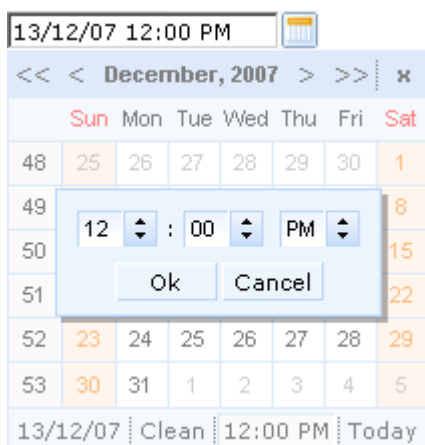 13/12/07 12:00 PM
<< < December, 2007 > >> x
Sun Mon Tue Wed Thu Fri Sat
48 25 26 27 28 29 30 1
49 8
12 : 00 PM
50 15
Ok Cancel
51 22
52 23 24 25 26 27 28 29
53 30 31 1 2 3 4 5
13/12/07 Clean 12:00 PM Today